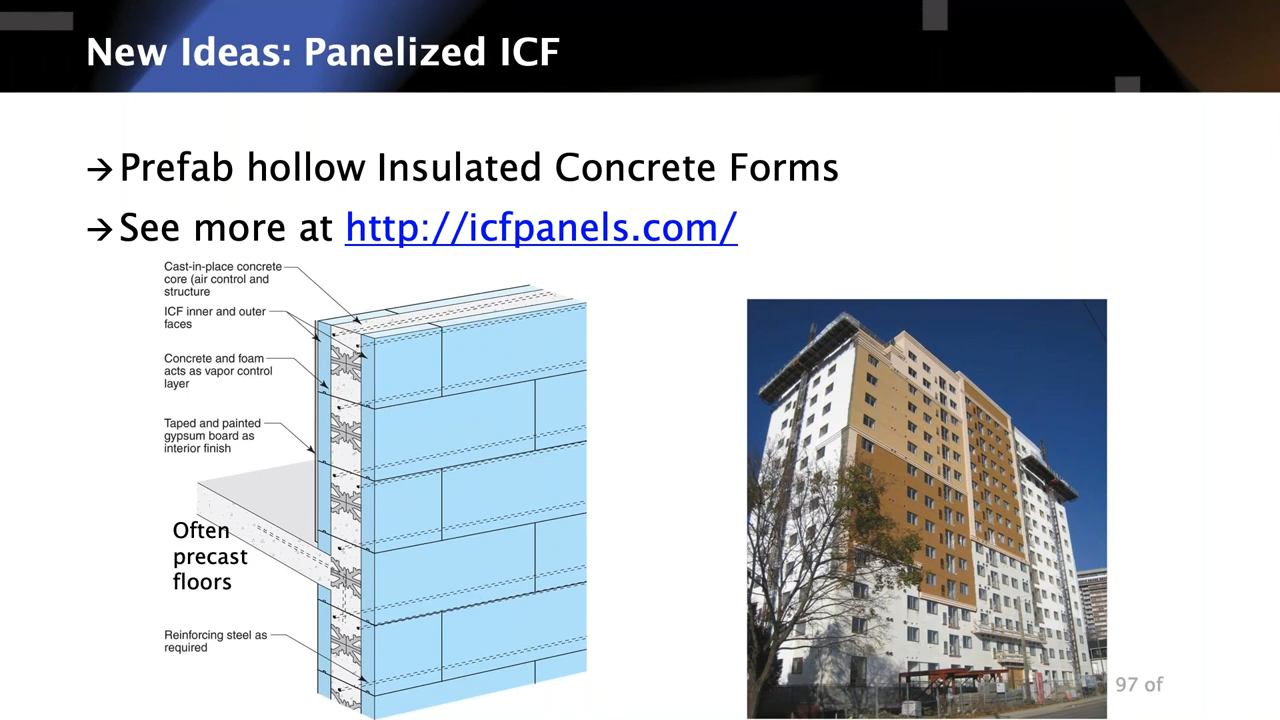 New Ideas: Panelized ICF
→Prefab hollow Insulated Concrete Forms
→See more at http://icfpanels.com/
Cast-in-place concrete
core (air control and
structure
ICF inner and outer
faces
Concrete and foam
acts as vapor control
layer
Taped and painted
gypsum board as
interior finish
Often
precast
floors
Reinforcing steel as
required
97 of